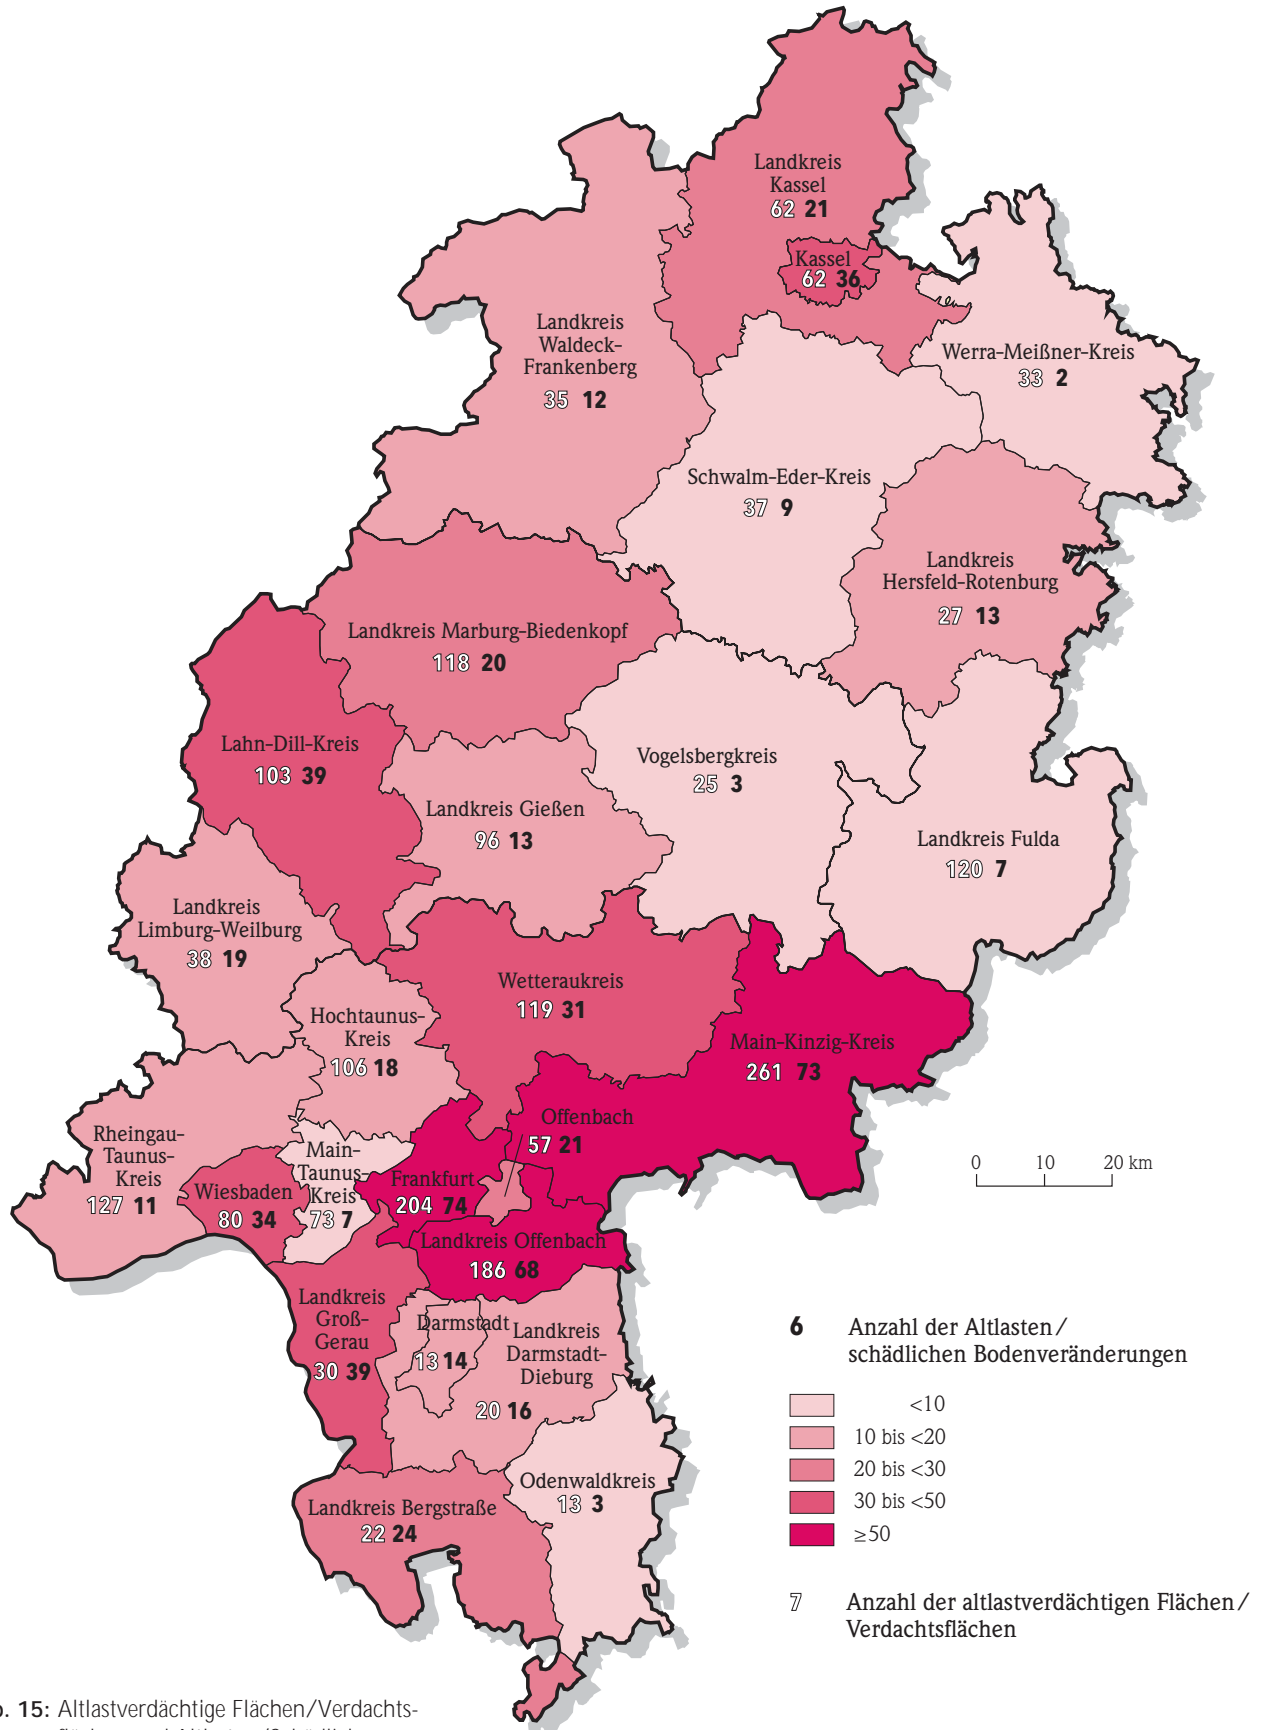 Landkreis
Kassel
62 21
Kassel
62 36
Landkreis
Waldeck-
Frankenberg
35 12
Werra-Meißner-Kreis
33 2
Schwalm-Eder-Kreis
37 9
Landkreis
Hersfeld-Rotenburg
27 13
Landkreis Marburg-Biedenkopf
118 20
Lahn-Dill-Kreis
103 39
Vogelsbergkreis
25 3
Landkreis Gießen
96 13
Landkreis Fulda
120 7
Landkreis
Limburg-Weilburg
38 19
Wetteraukreis
119 31
Hochtaunus-
Kreis
106 18
Main-Kinzig-Kreis
261 73
Offenbach
57 21
Rheingau-
Taunus-
Kreis
127 11
Main-
Taunus-
Kreis
73 7
Wiesbaden
80 34
Frankfurt
204 74
Landkreis Offenbach
186 68
Landkreis
Groß-
Gerau
30 39
Darmstadt
13 14
Landkreis
Darmstadt-
Dieburg
20 16
Odenwaldkreis
13 3
Landkreis Bergstraße
22 24
0 10 20 km
6 Anzahl der Altlasten/
schädlichen Bodenveränderungen
<10
10 bis <20
20 bis <30
30 bis <50
≥50
7 Anzahl der altlastverdächtigen Flächen/
Verdachtsflächen
15: Altlastverdächtige Flächen/Verdachts-